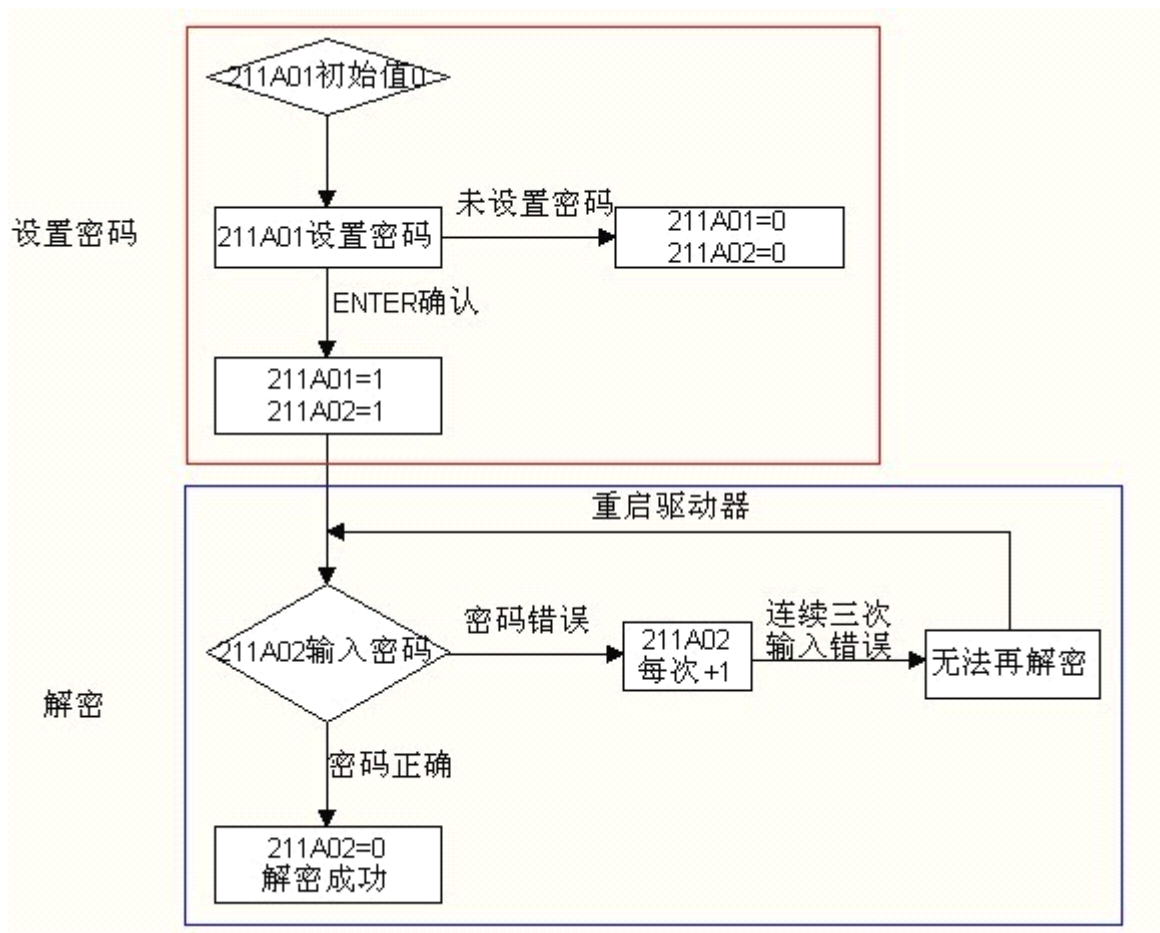 211A01初始值0
设置密码
211A01设置密码
未设置密码
211A01=0
211A02=0
ENTER确认
211A01=1
211A02=1
重启驱动器
解密
211A02输入密码
密码错误
211A02
每次+1
连续三次
输入错误
无法再解密
密码正确
211A02=0
解密成功